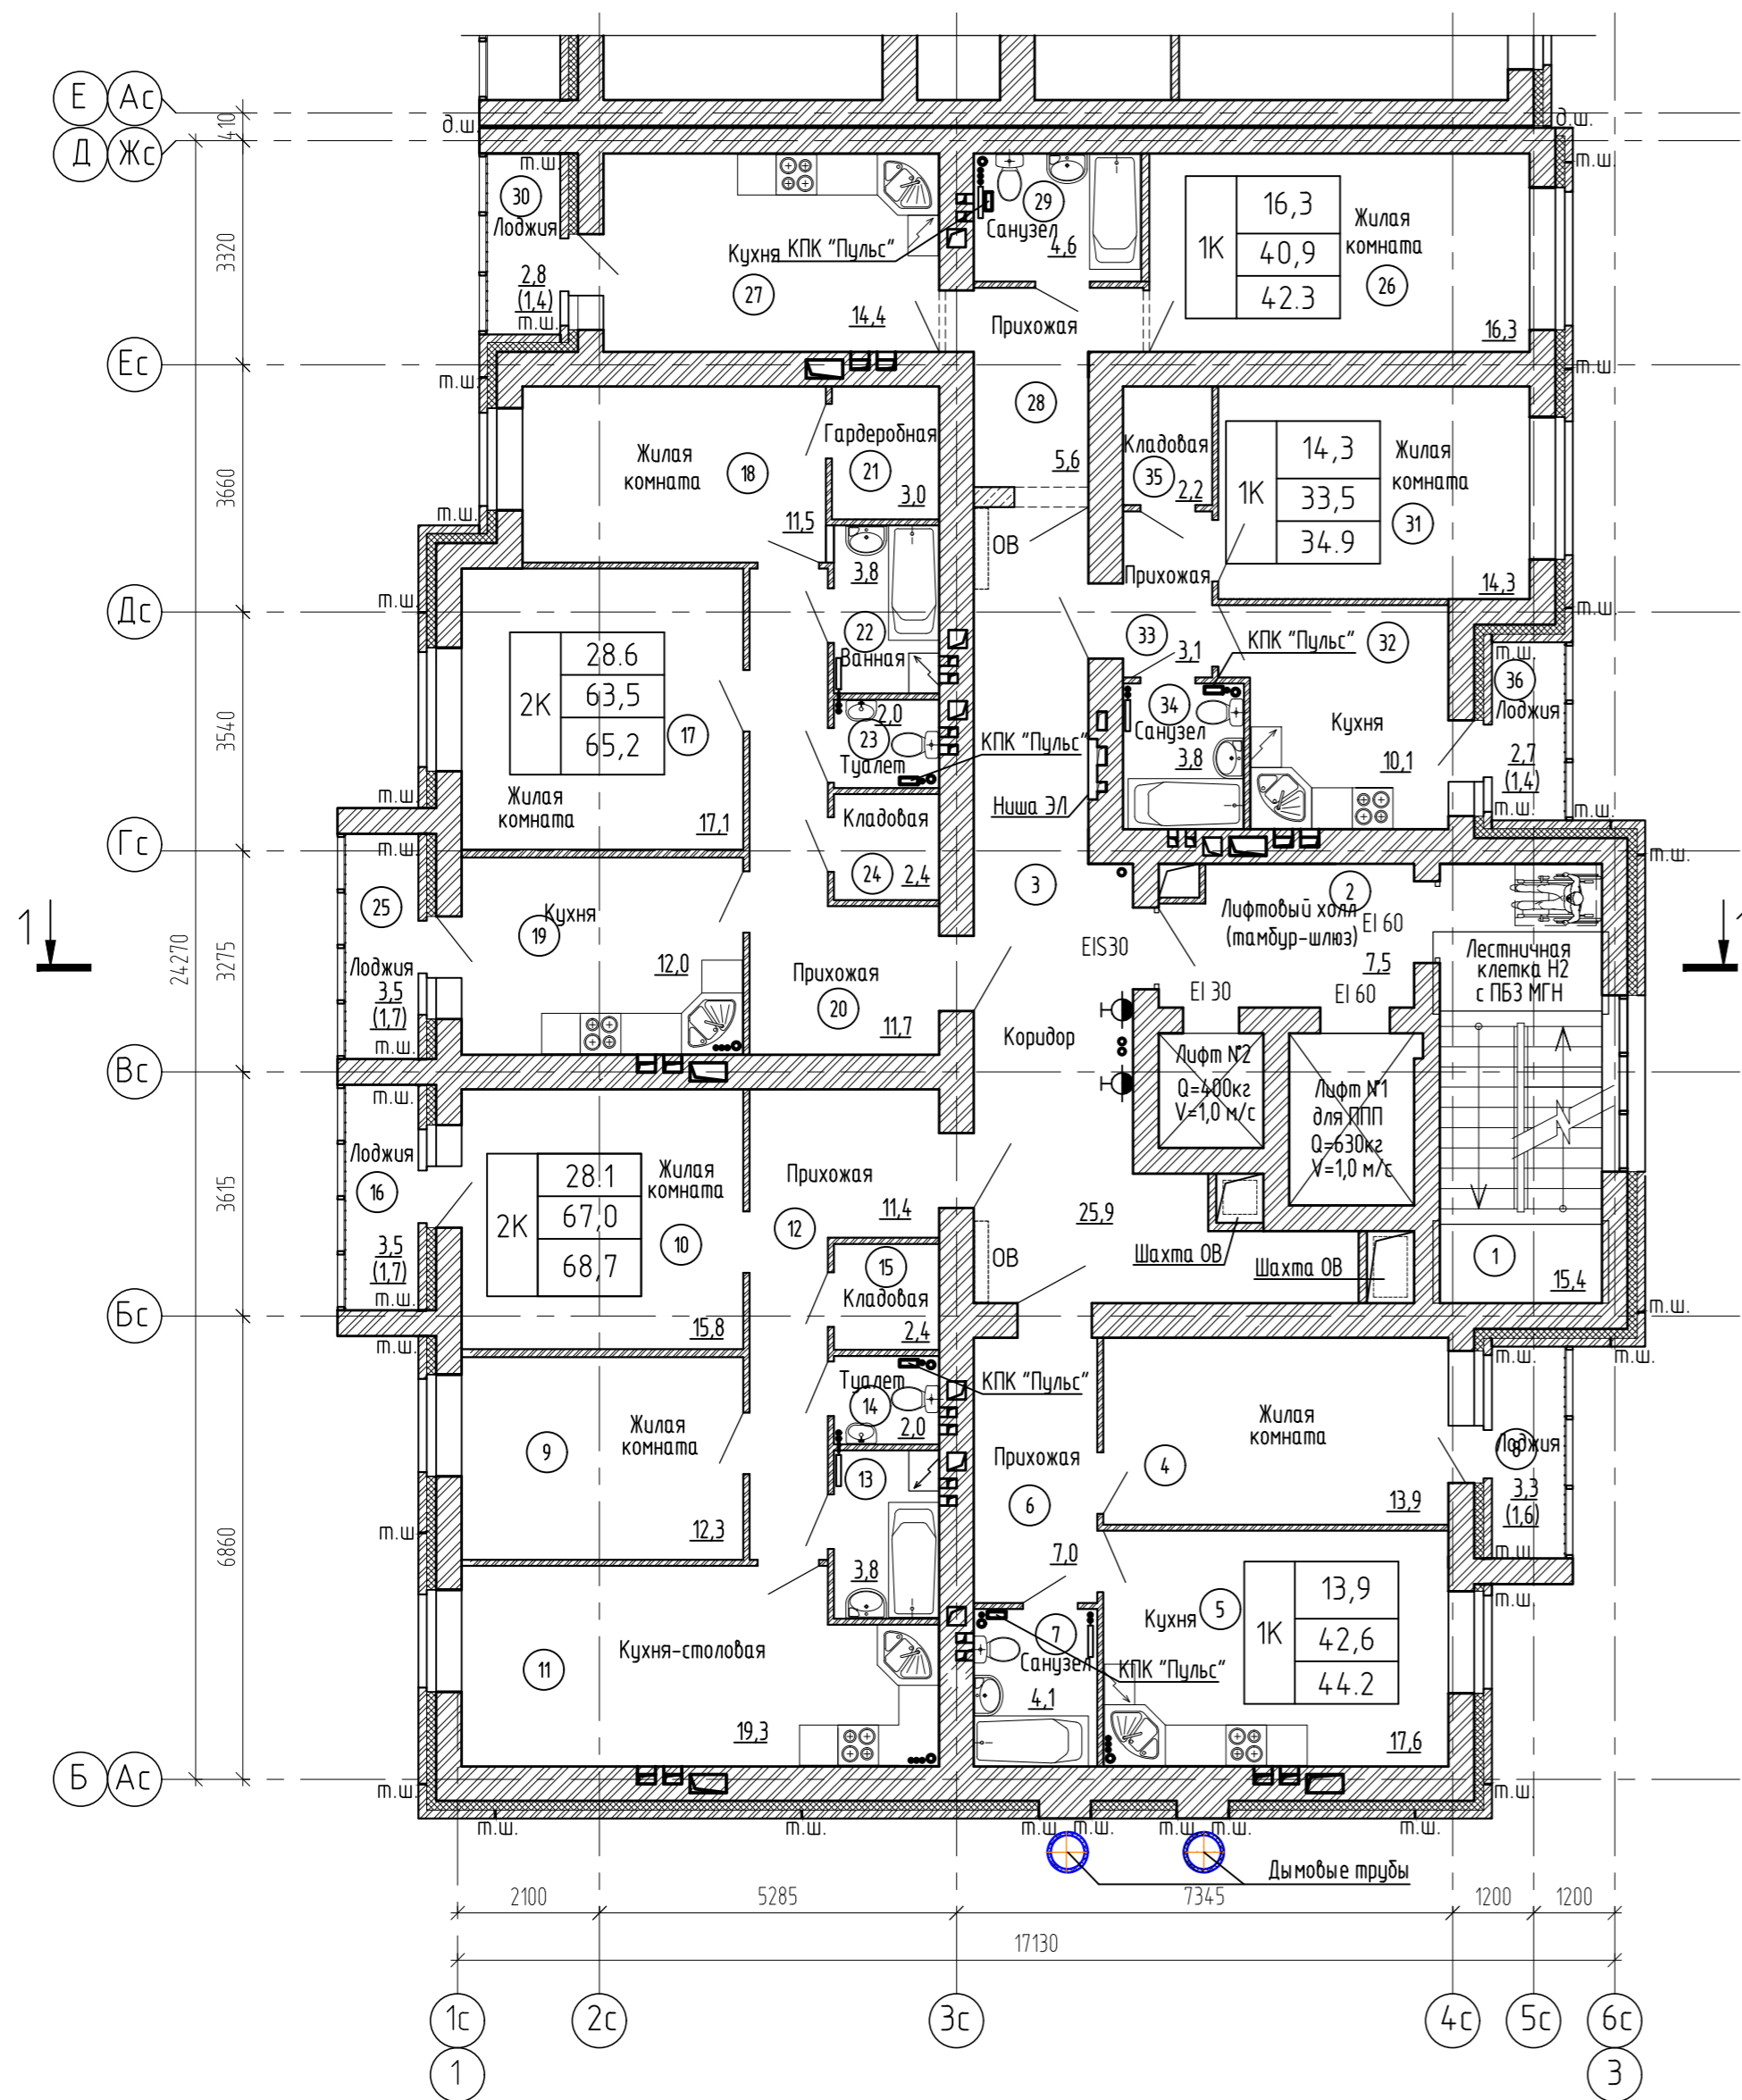 Е Ас
410
д.ш.
д.ш.
Д Жс
т.ш.
т.ш.
30
Лоджия
2,8
(1,4)
т.ш.
3320
Кухня
КПК "Пульс"
27
14,4
29
Санузел
4,6
Прихожая
1К
16,3
40,9
42.3
Жилая
комната
26
16,3
Ес
т.ш.
т.ш.
28
5,6
3660
Жилая
комната
18
11,5
Гардеробная
21
3,0
Кладовая
35
2,2
1К
14,3
33,5
34.9
Жилая
комната
31
14,3
т.ш.
ОВ
3,8
22
Ванная
Прихожая
33
3,1
Дс
т.ш.
т.ш.
КПК "Пульс"
32
т.ш.
36
Лоджия
2,7
(1,4)
т.ш.
т.ш.
3540
2К
28.6
63,5
65,2
17
Жилая
комната
17,1
2,0
23
Туалет
КПК "Пульс"
34
Санузел
3,8
Кухня
10,1
Ниша ЭЛ
т.ш.
Кладовая
24
2,4
Гс
т.ш.
т.ш.
3
2
Лифтовый холл
(тамбур-шлюз)
EI 60
7,5
EIS30
EI 30
EI 60
25
Лоджия
3,5
(1,7)
т.ш.
Кухня
19
12,0
Прихожая
20
11,7
1
1
24270
3275
Лестничная
клетка Н2
с ПБЗ МГН
Коридор
Лифт №2
Q=400кг
V=1,0 м/с
Лифт №1
для ППП
Q=630кг
V=1,0 м/с
Вс
т.ш.
Лоджия
16
3,5
(1,7)
т.ш.
3615
2К
28.1
67,0
68,7
Жилая
комната
10
15,8
Прихожая
12
11,4
25,9
ОВ
Шахта ОВ
Шахта ОВ
1
15,4
15
Кладовая
2,4
Бс
т.ш.
т.ш.
т.ш.
т.ш.
Туалет
14
2,0
КПК "Пульс"
Жилая
комната
9
12,3
13
3,8
Прихожая
6
7,0
Жилая
комната
4
13,9
8
Лоджия
3,3
(1,6)
т.ш
т.ш
т.ш
6860
Кухня-столовая
11
19,3
7
Санузел
4,1
КПК "Пульс"
Кухня
5
17,6
1К
13,9
42,6
44.2
Б Ас
т.ш.
т.ш.
т.ш.
т.ш.
т.ш.
т.ш.
т.ш.
т.ш.
т.ш.
Дымовые трубы
2100
5285
7345
1200
1200
17130
1с
2с
3с
4с
5с
6с
1
3